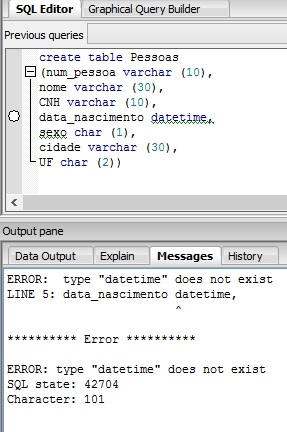 SQL Editor Graphical Query Builder
Previous queries
create table Pessoas
(num_pessoa varchar (10),
nome varchar (30),
CNH varchar (10),
data_nascimento datetime,
sexo char (1),
cidade varchar (30),
UF char (2))
Output pane
Data Output Explain Messages History
ERROR: type "datetime" does not exist
LINE 5: data_nascimento datetime,
^
********** Error **********
ERROR: type "datetime" does not exist
SQL state: 42704
Character: 101